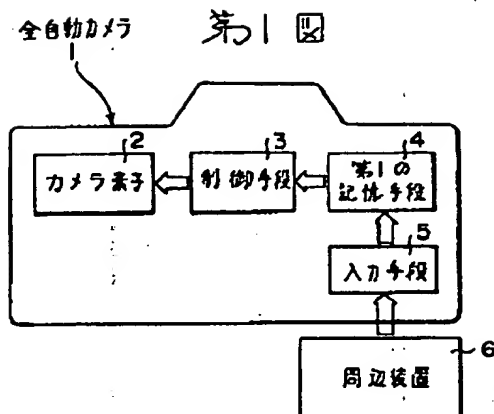 第1図
全自動カメラ
1
2
カメラ素子
3
制御手段
4
第1の
記憶手段
5
入力手段
6
周辺装置